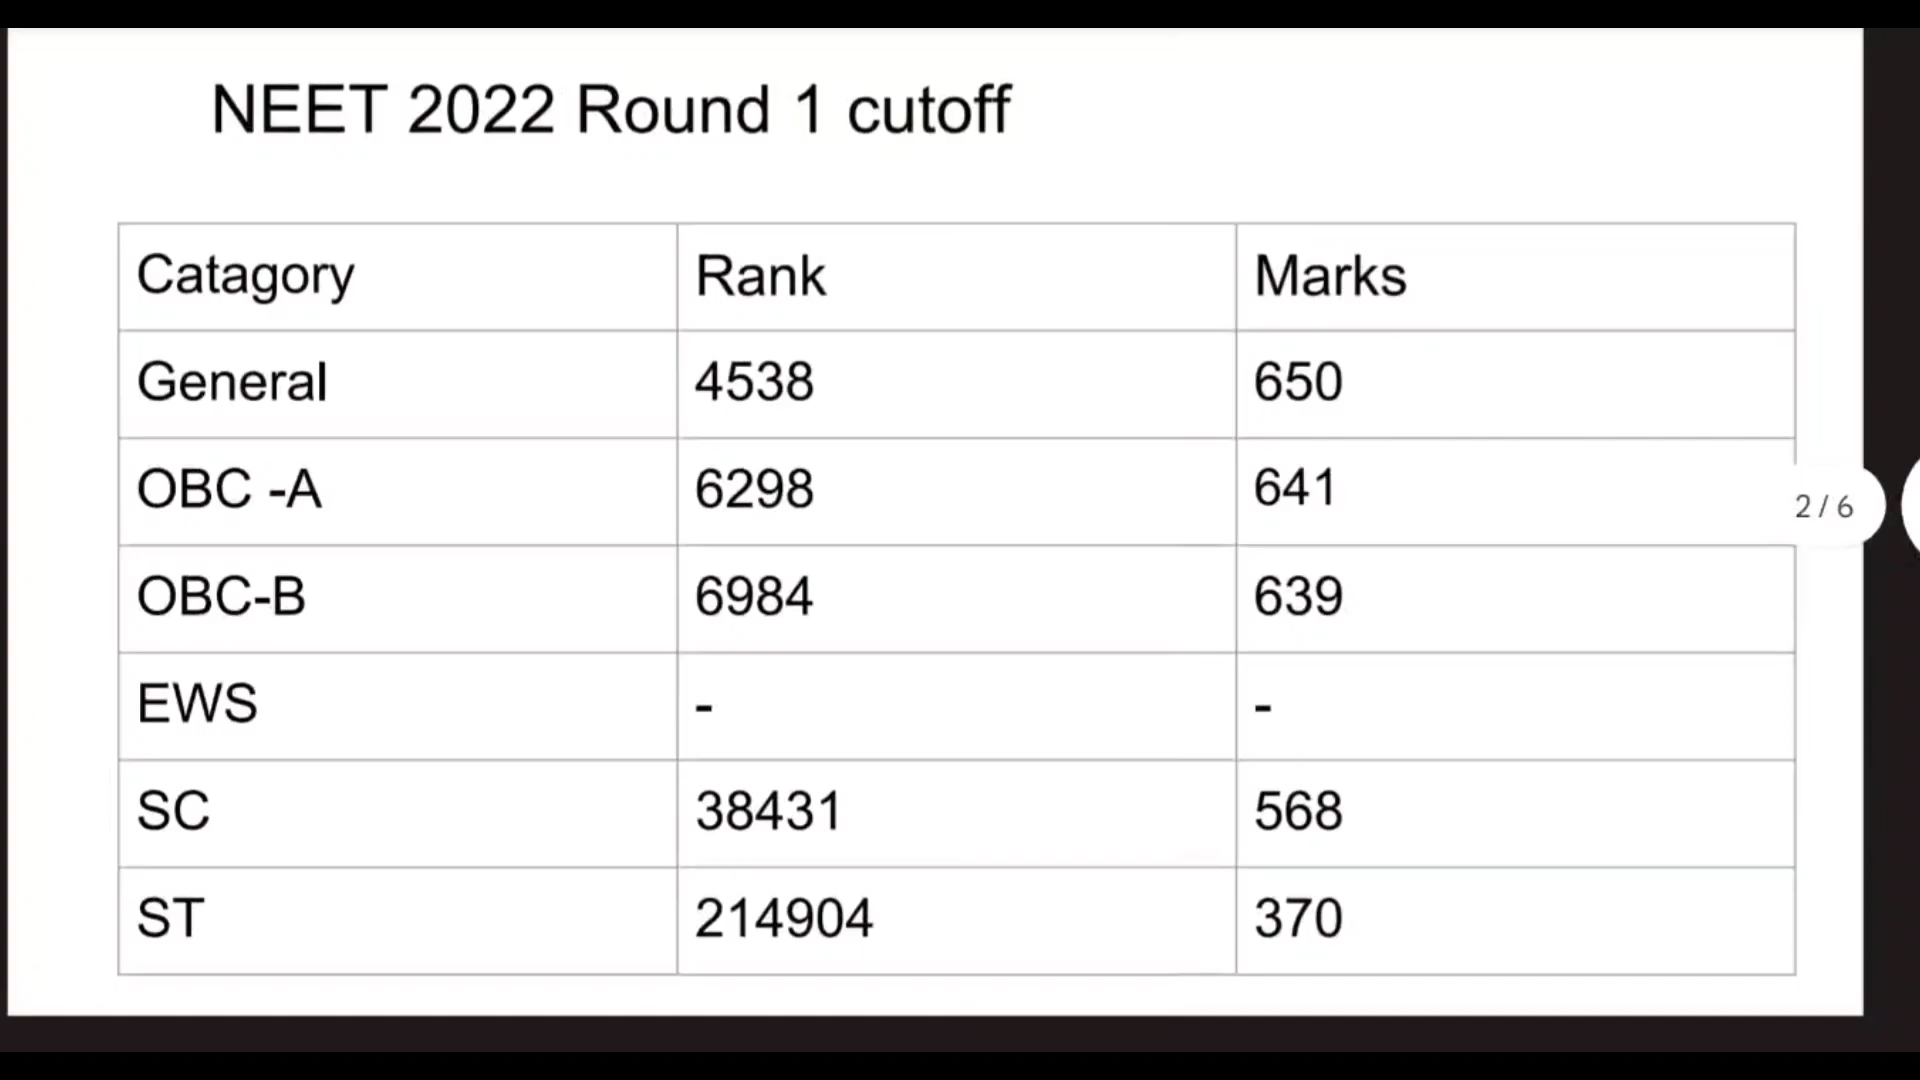 NEET 2022 Round 1 cutoff
Catagory Rank Marks
General 4538 650
OBC -A 6298 641
OBC-B 6984 639
EWS - -
SC 38431 568
ST 214904 370
2 / 6